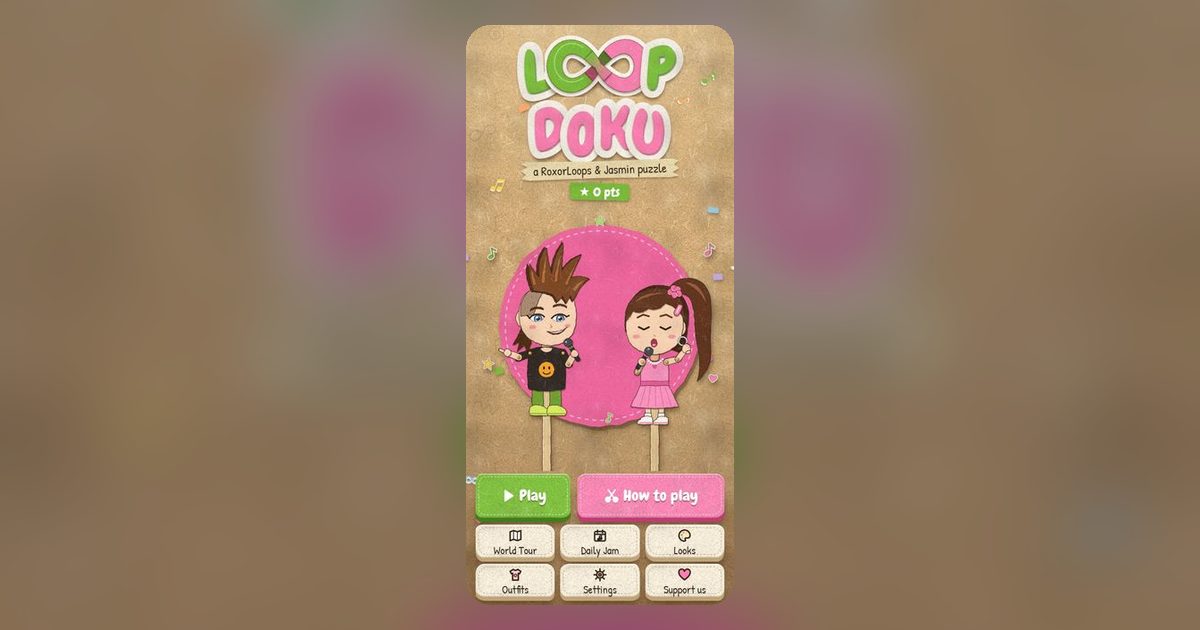 LOOP
DOKU
a RoxorLoops & Jasmin puzzle
★ 0 pts
Play
How to play
World Tour
Daily Jam
Looks
Outfits
Settings
Support us